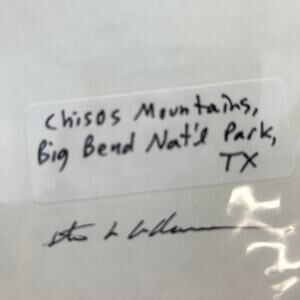 Chisos Mountains,
Big Bend Nat'l Park,
TX